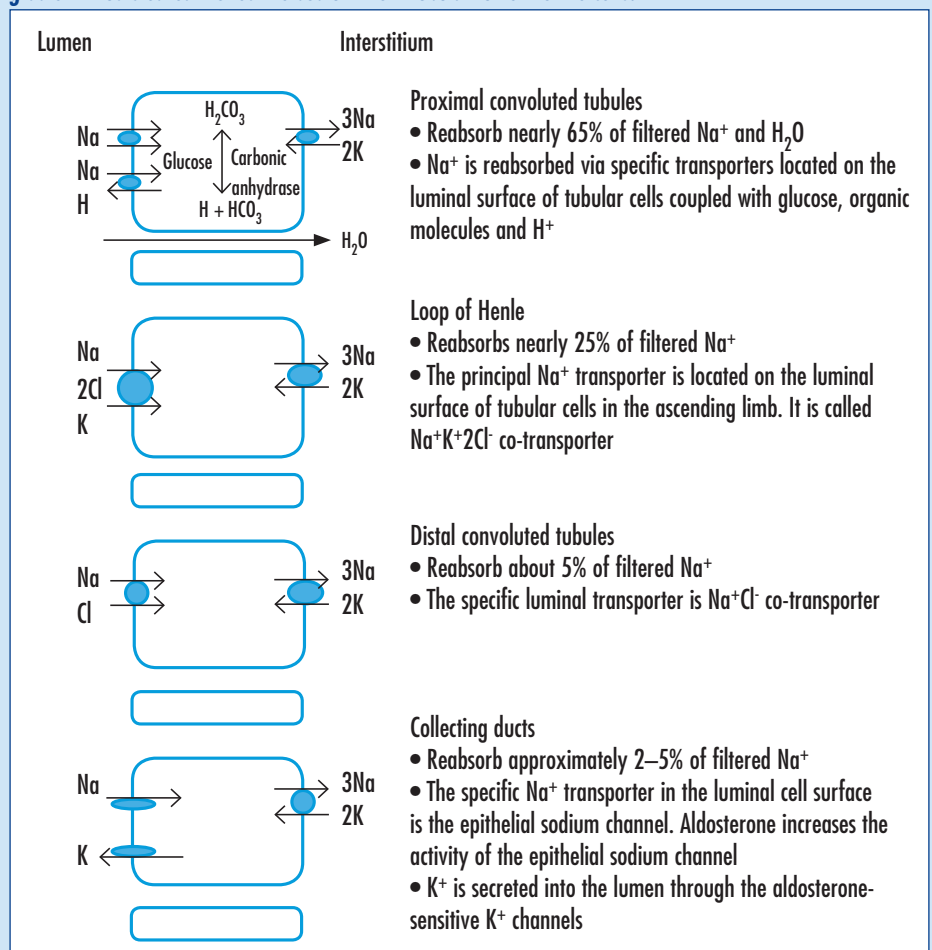 Lumen
Interstitium
H₂CO₃
Na
Glucose
Carbonic
anhydrase
Na
H
H + HCO₃
3Na
2K
H₂O
Proximal convoluted tubules
• Reabsorb nearly 65% of filtered Na⁺ and H₂O
• Na⁺ is reabsorbed via specific transporters located on the
luminal surface of tubular cells coupled with glucose, organic
molecules and H⁺
Na
2Cl
K
3Na
2K
Loop of Henle
• Reabsorbs nearly 25% of filtered Na⁺
• The principal Na⁺ transporter is located on the luminal
surface of tubular cells in the ascending limb. It is called
Na⁺K⁺2Cl⁻ co-transporter
Na
Cl
3Na
2K
Distal convoluted tubules
• Reabsorb about 5% of filtered Na⁺
• The specific luminal transporter is Na⁺Cl⁻ co-transporter
Na
K
3Na
2K
Collecting ducts
• Reabsorb approximately 2–5% of filtered Na⁺
• The specific Na⁺ transporter in the luminal cell surface
is the epithelial sodium channel. Aldosterone increases the
activity of the epithelial sodium channel
• K⁺ is secreted into the lumen through the aldosterone-
sensitive K⁺ channels